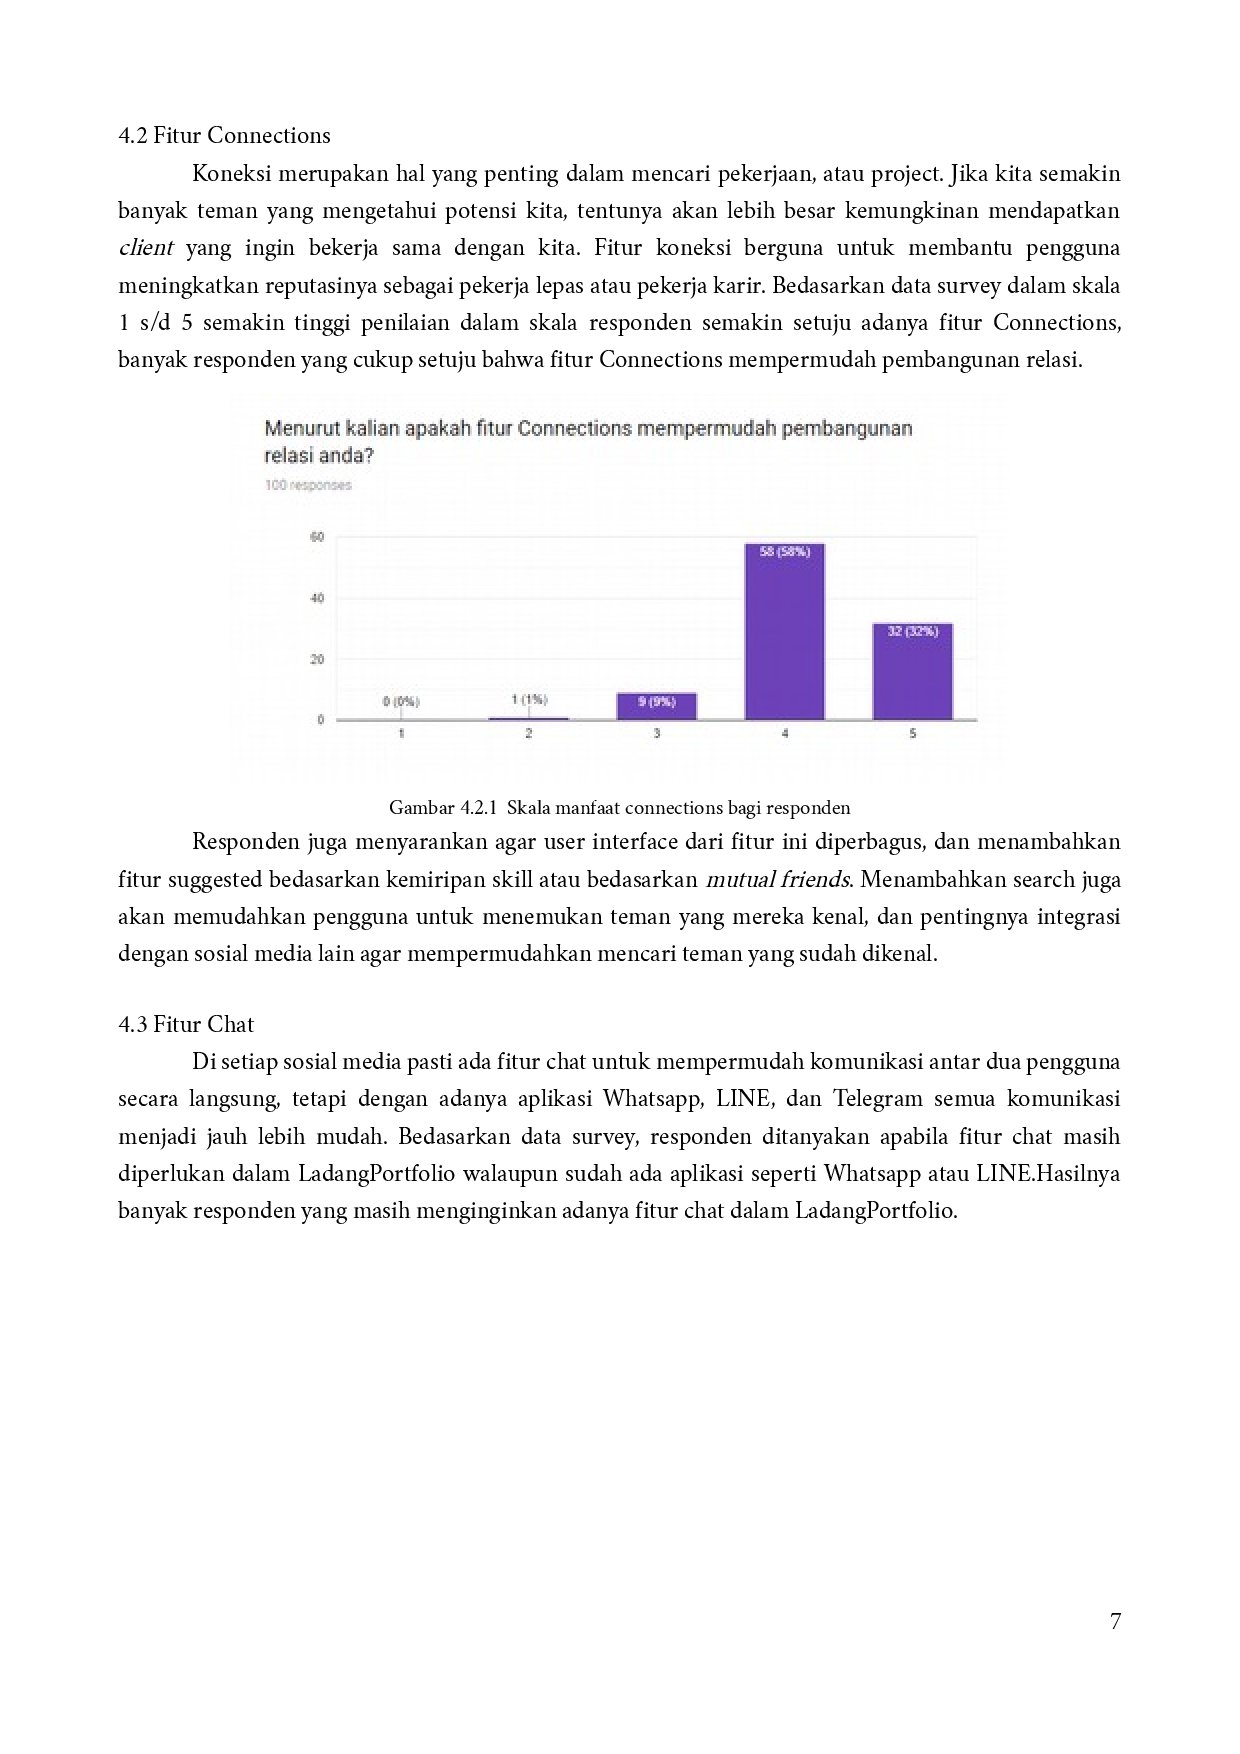 4.2 Fitur Connections
Koneksi merupakan hal yang penting dalam mencari pekerjaan, atau project. Jika kita semakin
banyak teman yang mengetahui potensi kita, tentunya akan lebih besar kemungkinan mendapatkan
client yang ingin bekerja sama dengan kita. Fitur koneksi berguna untuk membantu pengguna
meningkatkan reputasinya sebagai pekerja lepas atau pekerja karir. Bedasarkan data survey dalam skala
1 s/d 5 semakin tinggi penilaian dalam skala responden semakin setuju adanya fitur Connections,
banyak responden yang cukup setuju bahwa fitur Connections mempermudah pembangunan relasi.
Menurut kalian apakah fitur Connections mempermudah pembangunan
relasi anda?
100 responses
60
40
20
0
0 (0%)
1 (1%)
9 (9%)
58 (58%)
32 (32%)
1 2 3 4 5
Gambar 4.2.1 Skala manfaat connections bagi responden
Responden juga menyarankan agar user interface dari fitur ini diperbagus, dan menambahkan
fitur suggested bedasarkan kemiripan skill atau bedasarkan mutual friends. Menambahkan search juga
akan memudahkan pengguna untuk menemukan teman yang mereka kenal, dan pentingnya integrasi
dengan sosial media lain agar mempermudahkan mencari teman yang sudah dikenal.
4.3 Fitur Chat
Di setiap sosial media pasti ada fitur chat untuk mempermudah komunikasi antar dua pengguna
secara langsung, tetapi dengan adanya aplikasi Whatsapp, LINE, dan Telegram semua komunikasi
menjadi jauh lebih mudah. Bedasarkan data survey, responden ditanyakan apabila fitur chat masih
diperlukan dalam LadangPortfolio walaupun sudah ada aplikasi seperti Whatsapp atau LINE.Hasilnya
banyak responden yang masih menginginkan adanya fitur chat dalam LadangPortfolio.
7